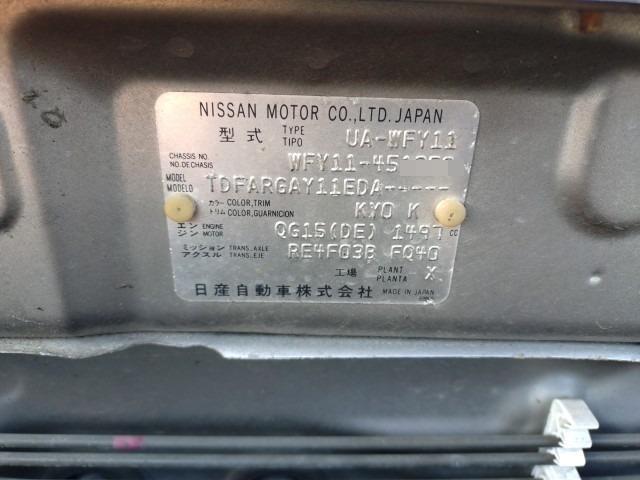 NISSAN MOTOR CO.,LTD. JAPAN
型式 TYPE TIPO UA-WFY11
CHASSIS NO. NO.DE.CHASIS WFY11-45
MODEL MODELO TDFARGAY11EDA-----
カラー トリム COLOR,TRIM COLOR,GUARNICION KY0 K
エンジン ENGINE MOTOR QG15(DE) 1497 cc
ミッション アクスル TRANS.,AXLE TRANS.,EJE RE4F03B FQ40
工場 PLANT PLANTA X
日産自動車株式会社 MADE IN JAPAN